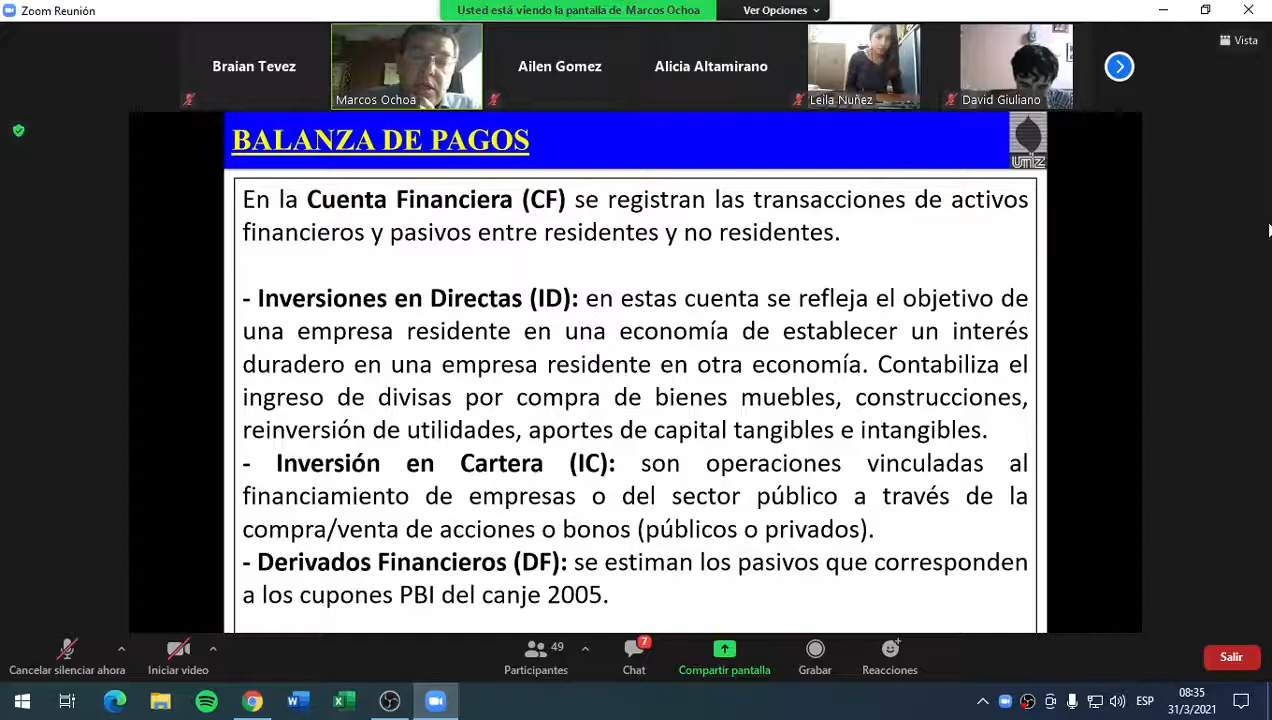 Zoom Reunión
Usted está viendo la pantalla de Marcos Ochoa
Ver Opciones
Vista
Braian Tevez
Marcos Ochoa
Ailen Gomez
Alicia Altamirano
Leila Nuñez
David Giuliano
BALANZA DE PAGOS
UNLZ
En la Cuenta Financiera (CF) se registran las transacciones de activos
financieros y pasivos entre residentes y no residentes.
- Inversiones en Directas (ID): en estas cuenta se refleja el objetivo de
una empresa residente en una economía de establecer un interés
duradero en una empresa residente en otra economía. Contabiliza el
ingreso de divisas por compra de bienes muebles, construcciones,
reinversión de utilidades, aportes de capital tangibles e intangibles.
- Inversión en Cartera (IC): son operaciones vinculadas al
financiamiento de empresas o del sector público a través de la
compra/venta de acciones o bonos (públicos o privados).
- Derivados Financieros (DF): se estiman los pasivos que corresponden
a los cupones PBI del canje 2005.
Cancelar silenciar ahora
Iniciar video
49
Participantes
7
Chat
Compartir pantalla
Grabar
Reacciones
Salir
ESP
08:35
31/3/2021